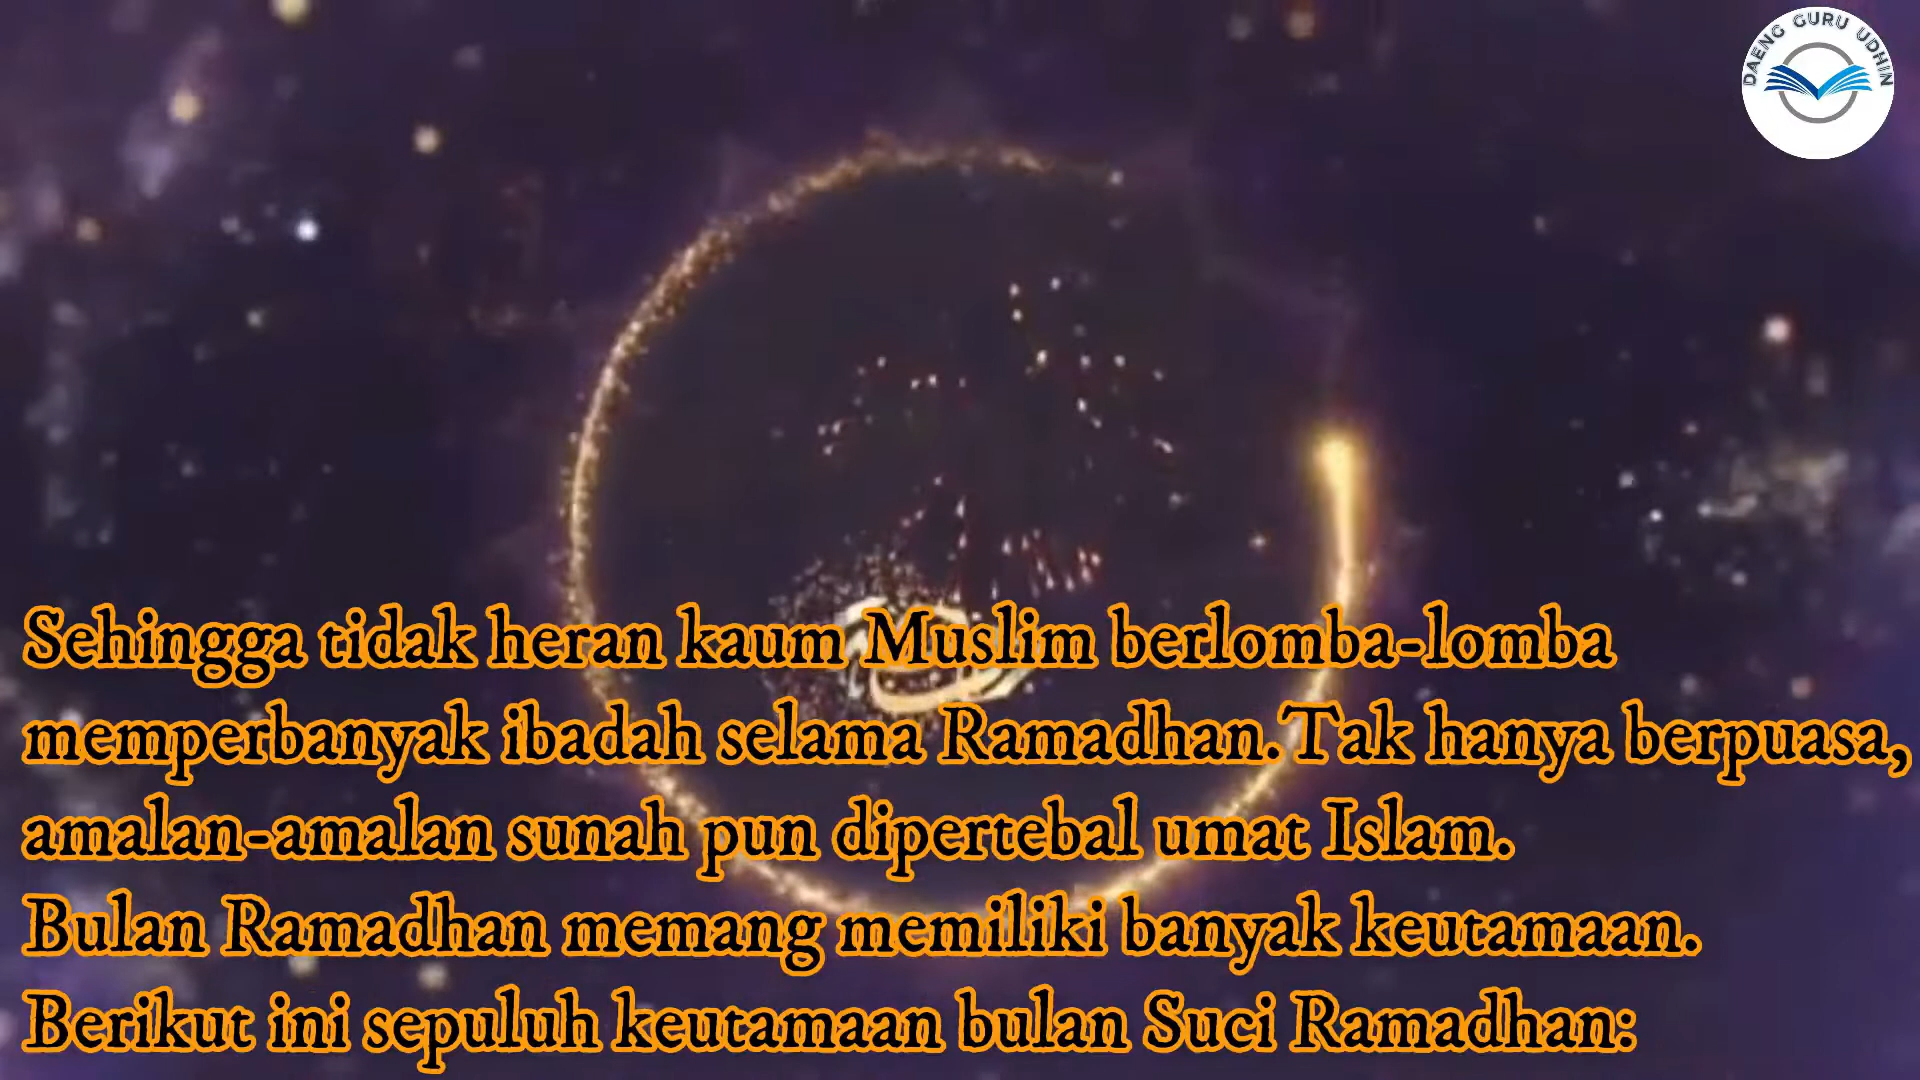 DAENG GURU UDHIN
Sehingga tidak heran kaum Muslim berlomba-lomba
memperbanyak ibadah selama Ramadhan. Tak hanya berpuasa,
amalan-amalan sunah pun dipertebal umat Islam.
Bulan Ramadhan memang memiliki banyak keutamaan.
Berikut ini sepuluh keutamaan bulan Suci Ramadhan: